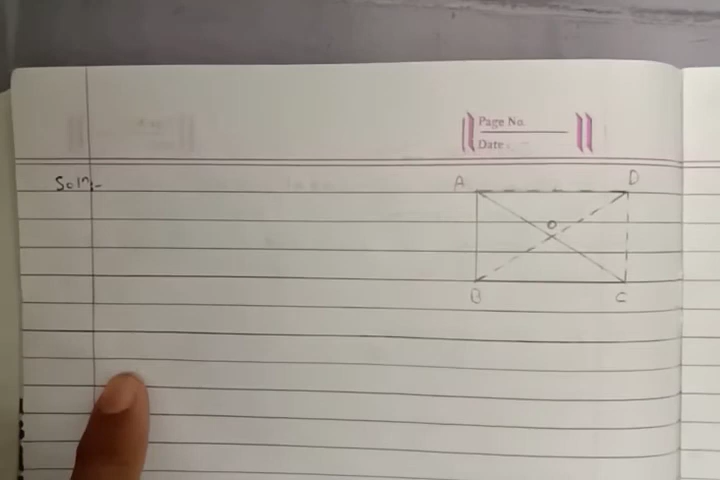 Page No.
Date
Soln:-
A D
O
B C